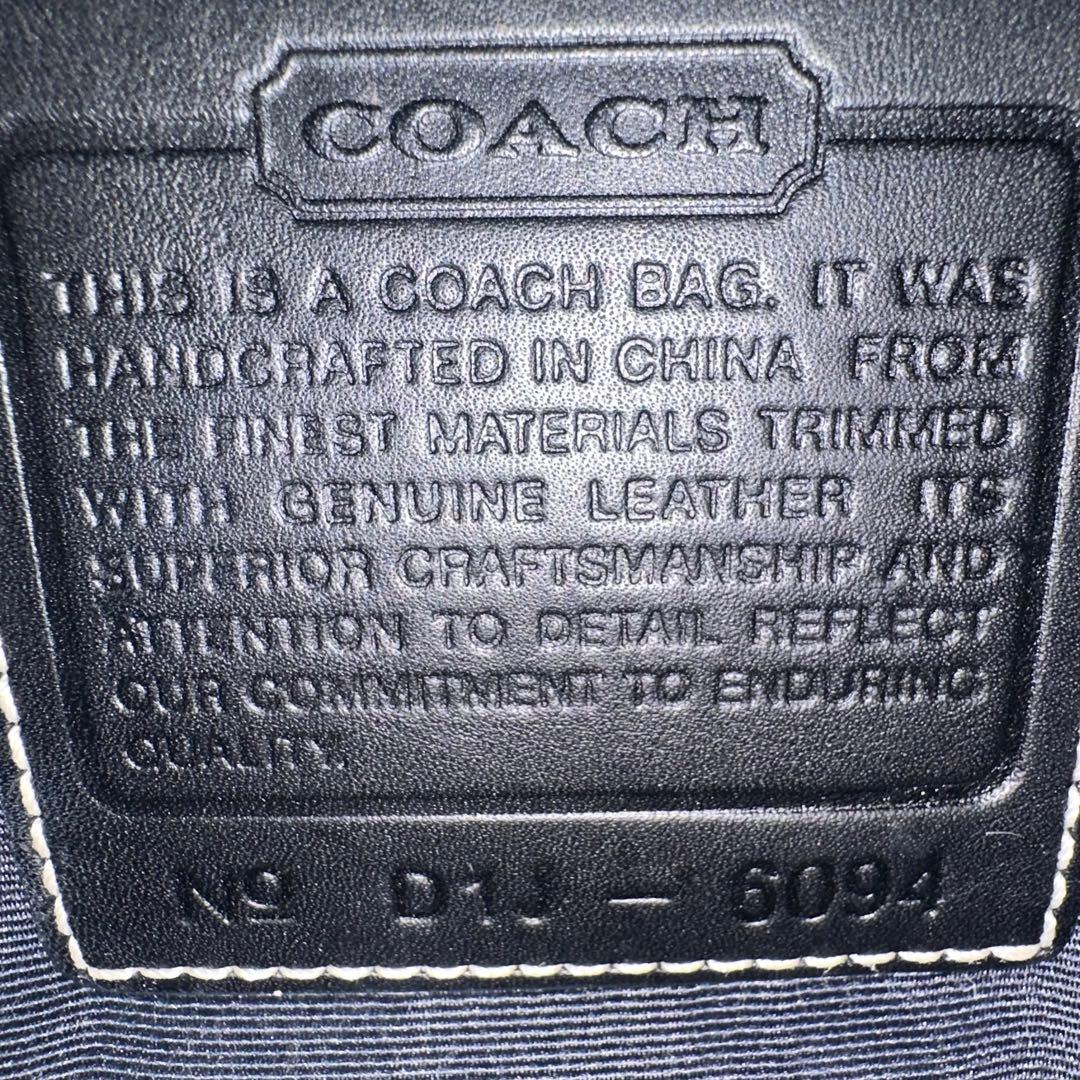 COACH
THIS IS A COACH BAG. IT WAS
HANDCRAFTED IN CHINA FROM
THE FINEST MATERIALS TRIMMED
WITH GENUINE LEATHER ITS
SUPERIOR CRAFTSMANSHIP AND
ATTENTION TO DETAIL REFLECT
OUR COMMITMENT TO ENDURING
QUALITY.
Nº D1J - 6094